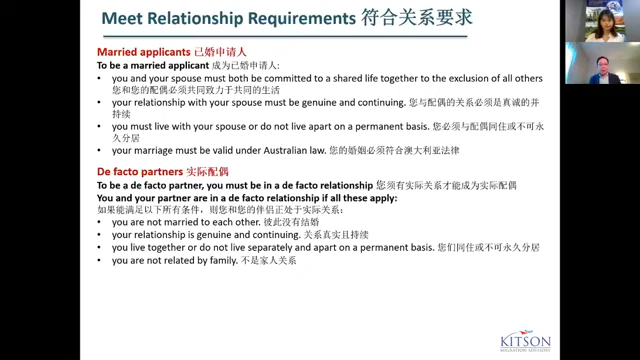 Meet Relationship Requirements 符合关系要求
Married applicants 已婚申请人
To be a married applicant 成为已婚申请人:
• you and your spouse must both be committed to a shared life together to the exclusion of all others
您和您的配偶必须共同致力于共同的生活
• your relationship with your spouse must be genuine and continuing. 您与配偶的关系必须是真诚的并
持续
• you must live with your spouse or do not live apart on a permanent basis. 您必须与配偶同住或不可永
久分居
• your marriage must be valid under Australian law. 您的婚姻必须符合澳大利亚法律
De facto partners 实际配偶
To be a de facto partner, you must be in a de facto relationship 您须有实际关系才能成为实际配偶
You and your partner are in a de facto relationship if all these apply:
如果能满足以下所有条件，则您和您的伴侣正处于实际关系：
• you are not married to each other. 彼此没有结婚
• your relationship is genuine and continuing. 关系真实且持续
• you live together or do not live separately and apart on a permanent basis. 您们同住或不可永久分居
• you are not related by family. 不是家人关系
KITSON
MIGRATION ADVISORY